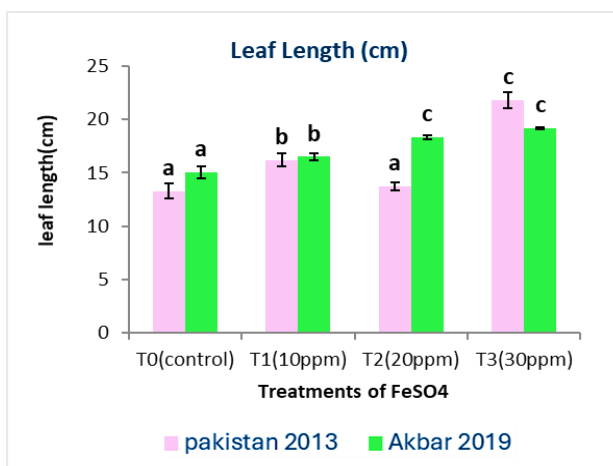 Leaf Length (cm)
leaf length(cm)
25
20
15
10
5
0
a a b b a c c c
T0(control) T1(10ppm) T2(20ppm) T3(30ppm)
Treatments of FeSO4
pakistan 2013 Akbar 2019